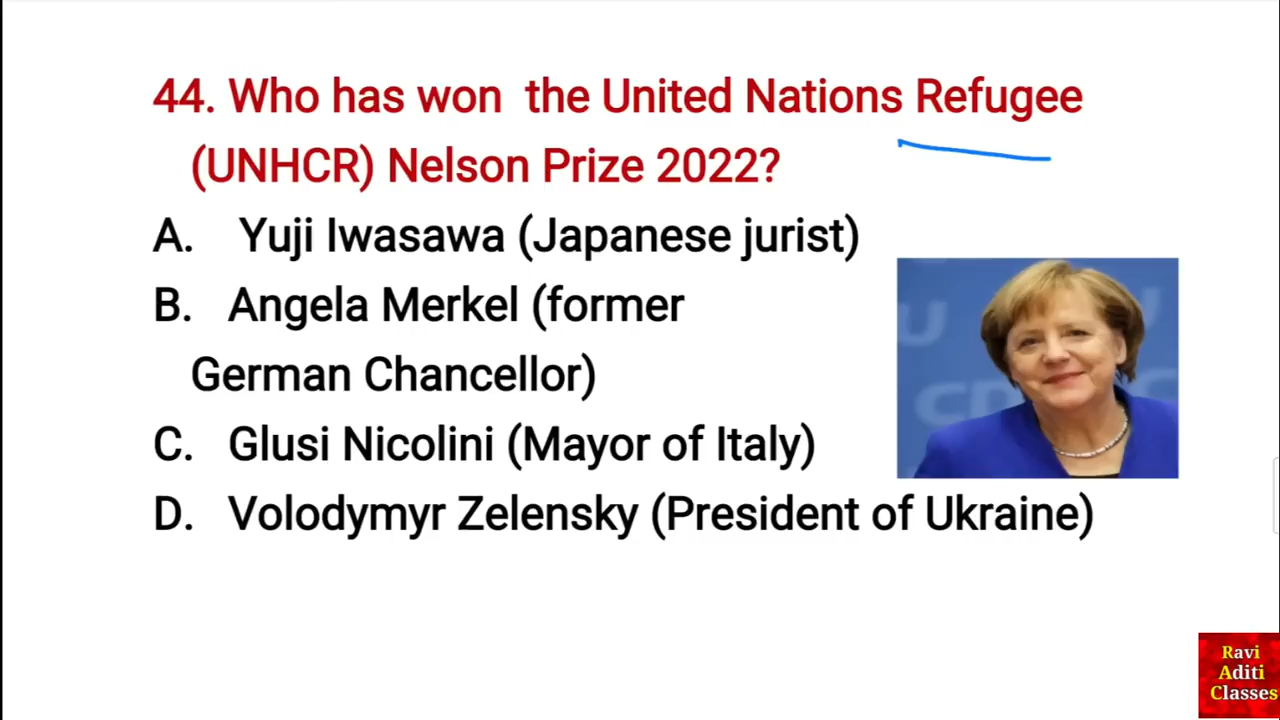 44. Who has won the United Nations Refugee
(UNHCR) Nelson Prize 2022?
A. Yuji Iwasawa (Japanese jurist)
B. Angela Merkel (former
German Chancellor)
C. Glusi Nicolini (Mayor of Italy)
D. Volodymyr Zelensky (President of Ukraine)
Ravi
Aditi
Classes